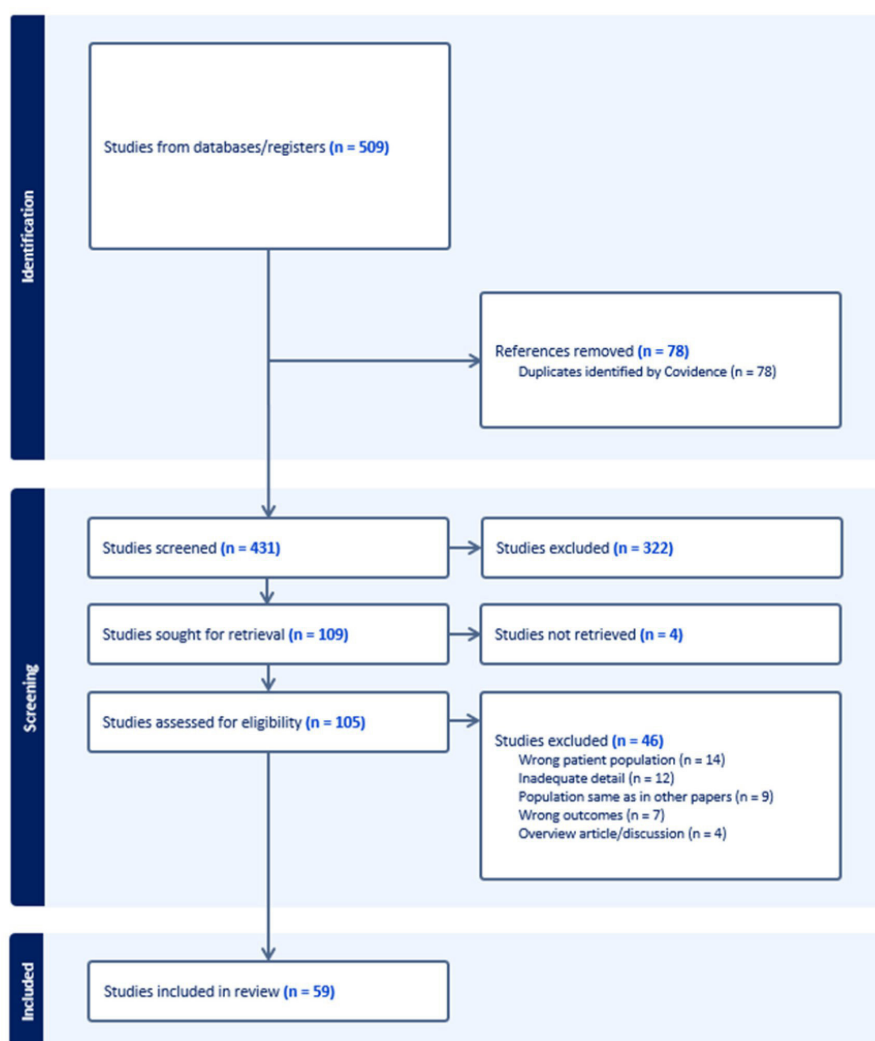 Identification
Studies from databases/registers (n = 509)
References removed (n = 78)
Duplicates identified by Covidence (n = 78)
Screening
Studies screened (n = 431)
Studies excluded (n = 322)
Studies sought for retrieval (n = 109)
Studies not retrieved (n = 4)
Studies assessed for eligibility (n = 105)
Studies excluded (n = 46)
Wrong patient population (n = 14)
Inadequate detail (n = 12)
Population same as in other papers (n = 9)
Wrong outcomes (n = 7)
Overview article/discussion (n = 4)
Included
Studies included in review (n = 59)